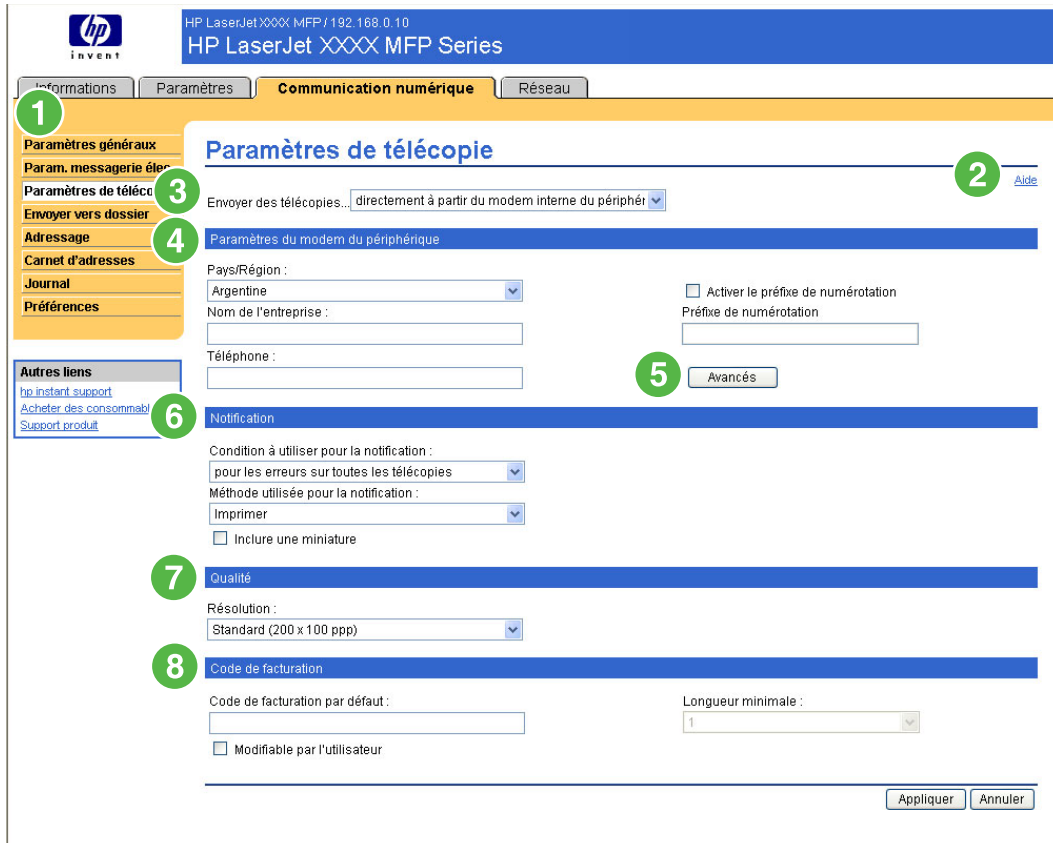 hp
invent
HP LaserJet XXXX MFP / 192.168.0.10
HP LaserJet XXXX MFP Series
Informations
Paramètres
Communication numérique
Réseau
1
Paramètres généraux
Param. messagerie élec
Paramètres de téléco
Envoyer vers dossier
Adressage
Carnet d'adresses
Journal
Préférences
Autres liens
hp instant support
Acheter des consommabl
Support produit
Paramètres de télécopie
2
Aide
3
Envoyer des télécopies... directement à partir du modem interne du périphér
4
Paramètres du modem du périphérique
Pays/Région :
Argentine
Activer le préfixe de numérotation
Nom de l'entreprise :
Préfixe de numérotation
Téléphone :
5
Avancés
6
Notification
Condition à utiliser pour la notification :
pour les erreurs sur toutes les télécopies
Méthode utilisée pour la notification :
Imprimer
Inclure une miniature
7
Qualité
Résolution :
Standard (200 x 100 ppp)
8
Code de facturation
Code de facturation par défaut :
Longueur minimale :
1
Modifiable par l'utilisateur
Appliquer
Annuler